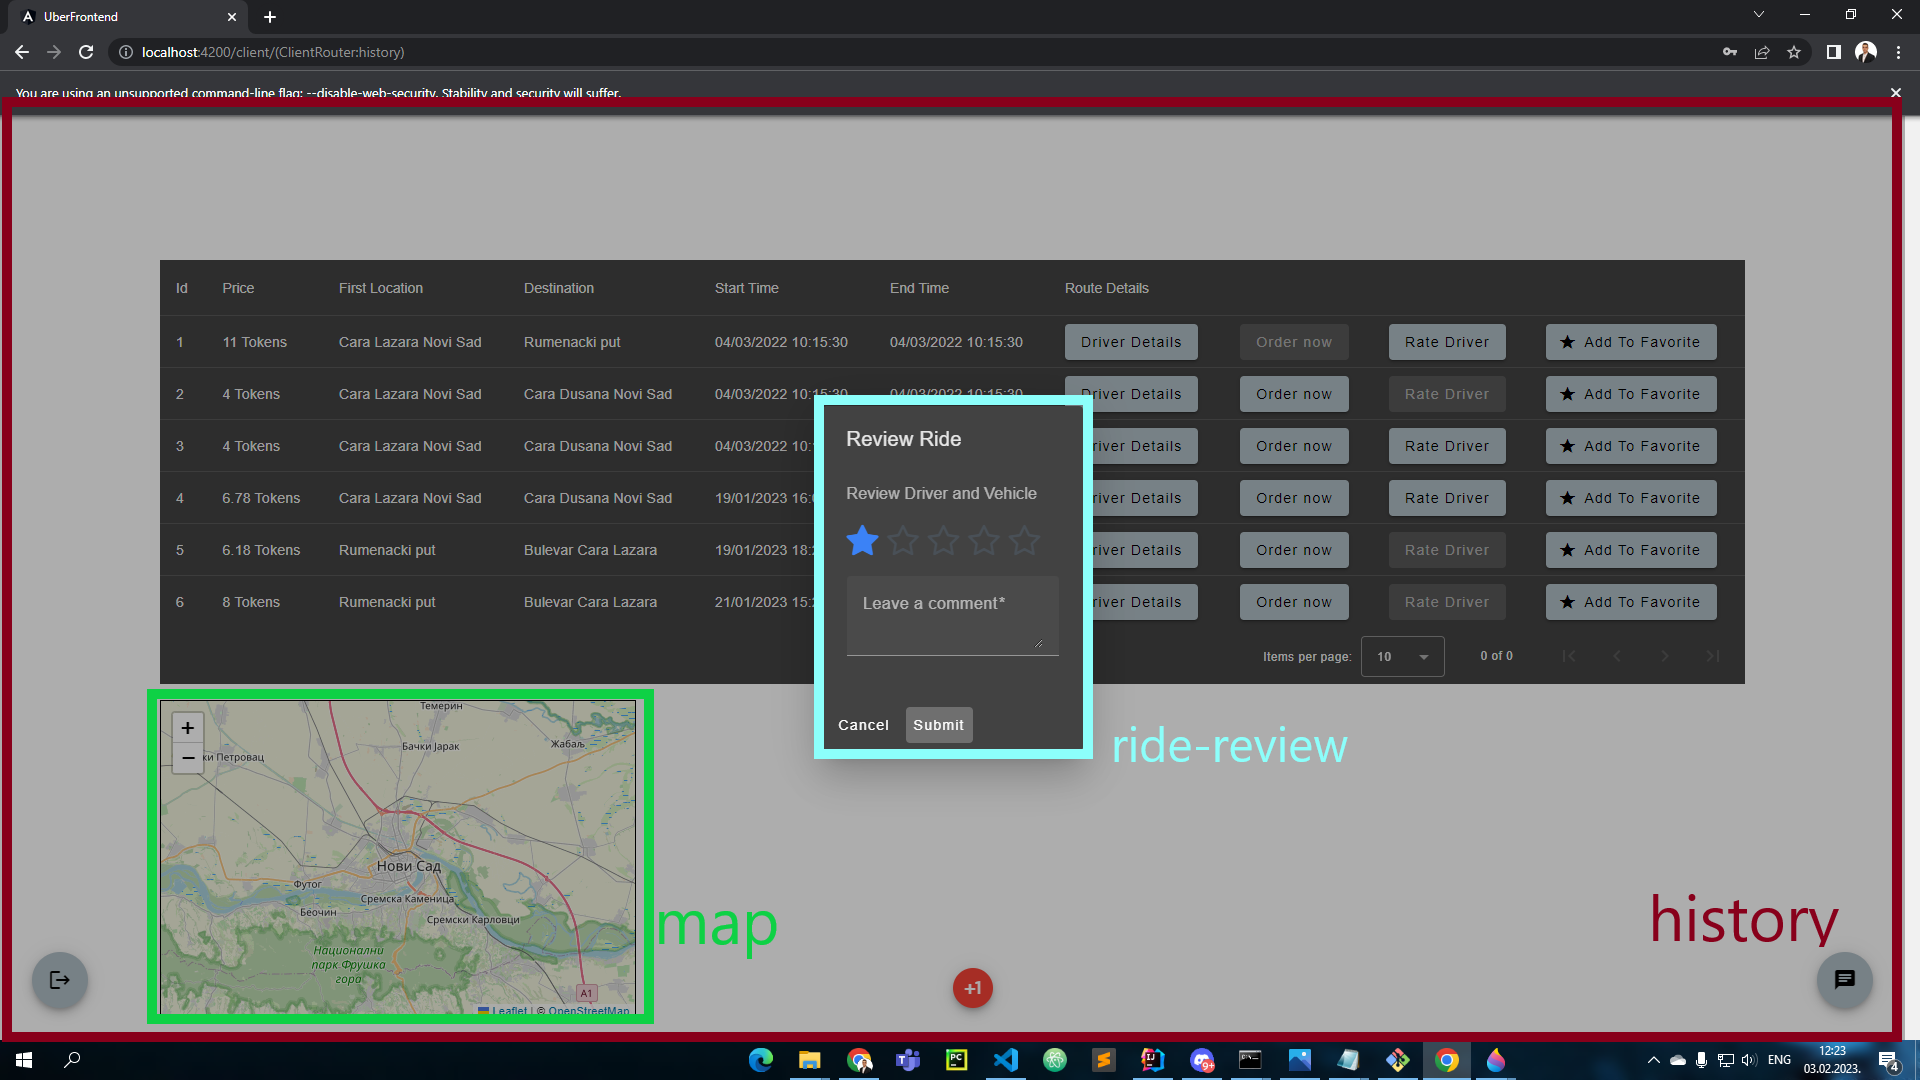 UberFrontend
localhost:4200/client/(ClientRouter:history)
You are using an unsupported command-line flag: --disable-web-security. Stability and security will suffer.
Id Price First Location Destination Start Time End Time Route Details
1 11 Tokens Cara Lazara Novi Sad Rumenacki put 04/03/2022 10:15:30 04/03/2022 10:15:30 Driver Details Order now Rate Driver Add To Favorite
2 4 Tokens Cara Lazara Novi Sad Cara Dusana Novi Sad 04/03/2022 10:15:30 04/03/2022 10:15:30 Driver Details Order now Rate Driver Add To Favorite
3 4 Tokens Cara Lazara Novi Sad Cara Dusana Novi Sad 04/03/2022 10: river Details Order now Rate Driver Add To Favorite
4 6.78 Tokens Cara Lazara Novi Sad Cara Dusana Novi Sad 19/01/2023 16: river Details Order now Rate Driver Add To Favorite
5 6.18 Tokens Rumenacki put Bulevar Cara Lazara 19/01/2023 18: river Details Order now Rate Driver Add To Favorite
6 8 Tokens Rumenacki put Bulevar Cara Lazara 21/01/2023 15: river Details Order now Rate Driver Add To Favorite
Items per page: 10 0 of 0
Review Ride
Review Driver and Vehicle
Leave a comment*
Cancel Submit
ride-review
+
−
Темерин
Бачки Јарак
Жабаљ
ки Петровац
Нови Сад
Футог
Сремска Каменица
Беочин
Сремски Карловци
Национални
парк Фрушка
гора
A1
Leaflet | © OpenStreetMap
map
history
+1
PC
IJ
9+
ENG
12:23
03.02.2023.
4